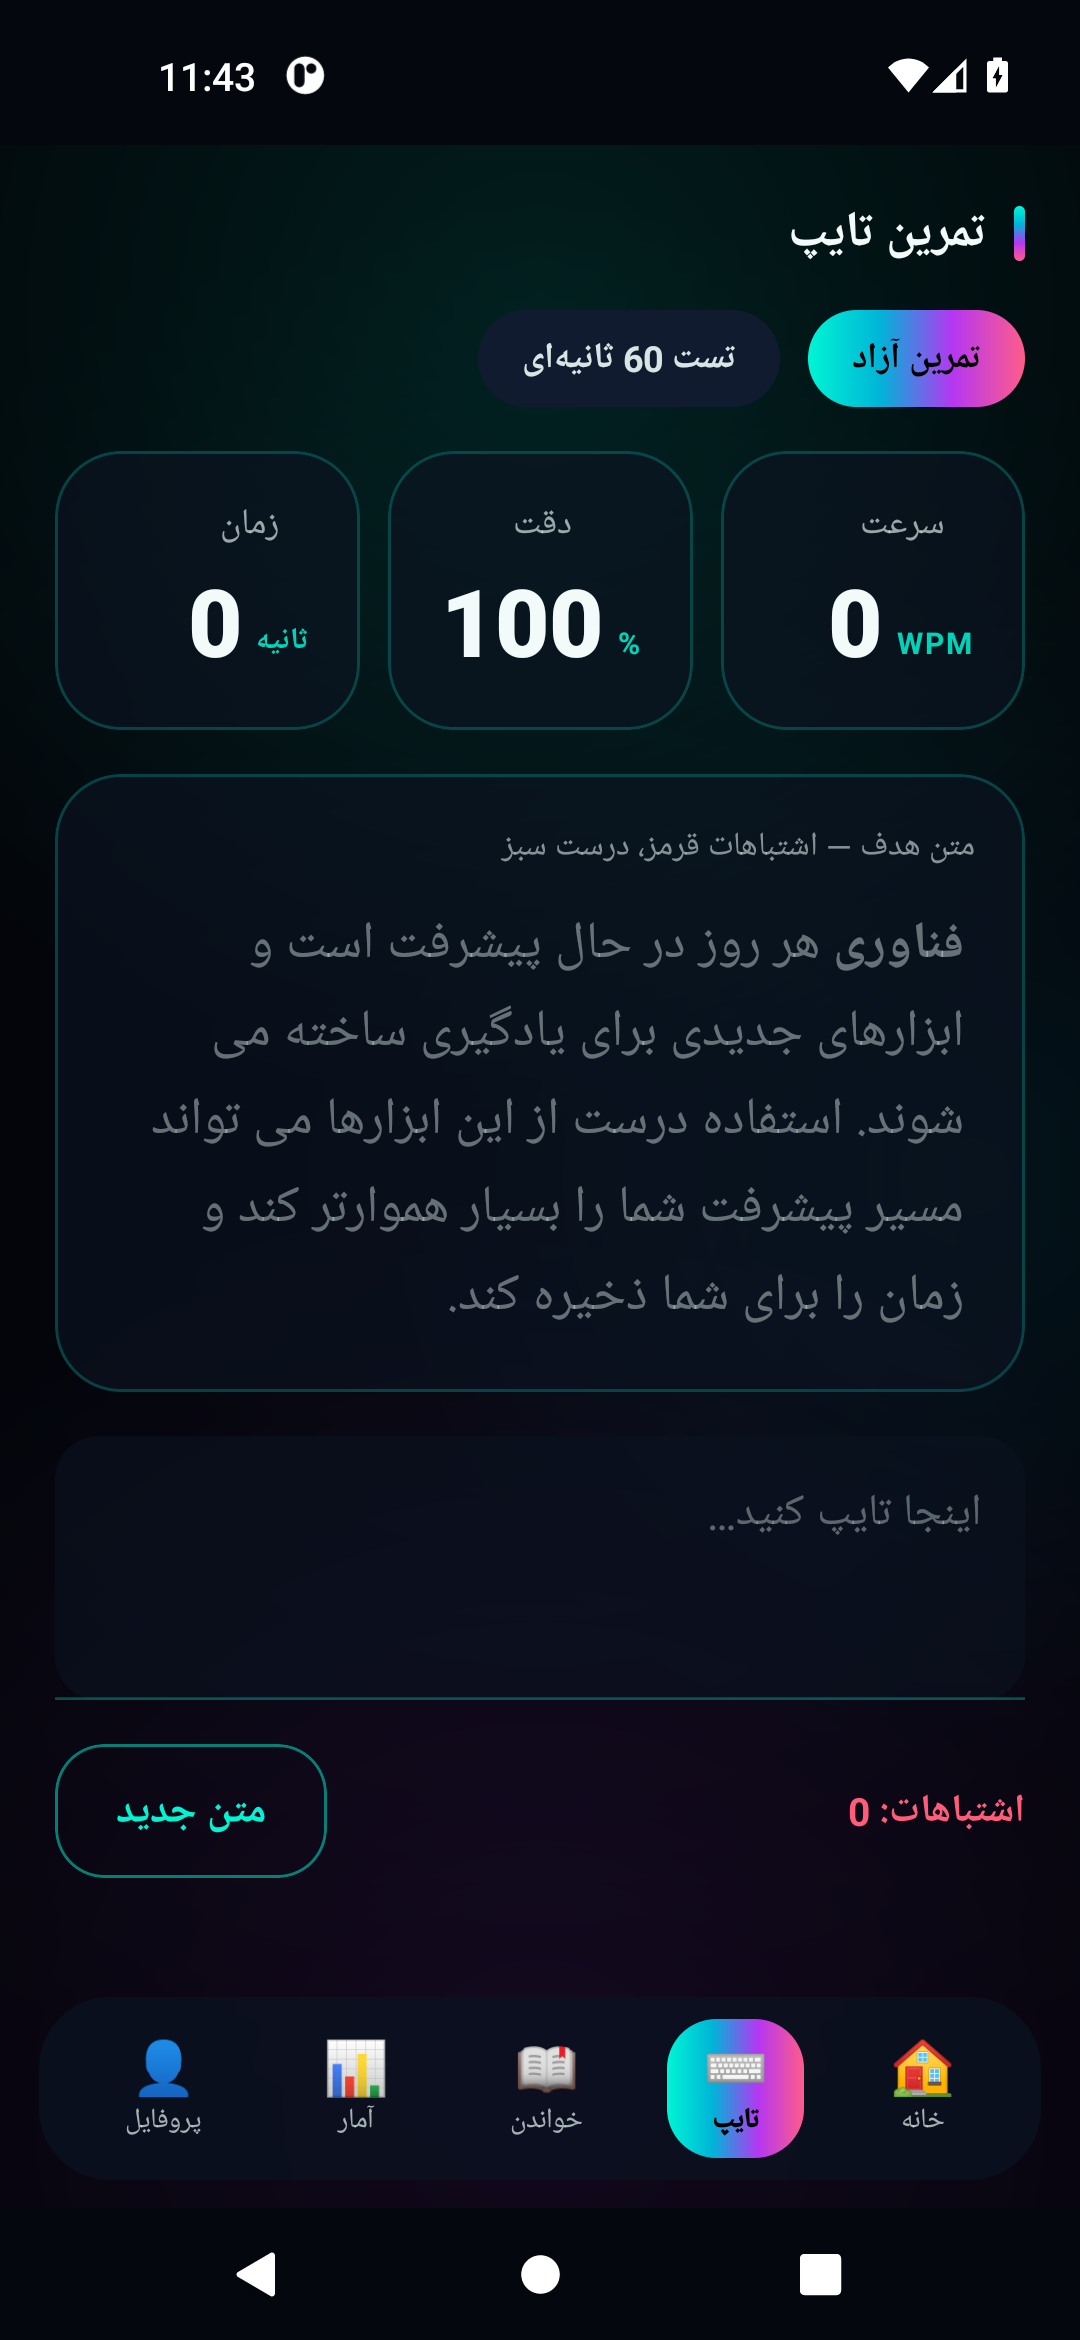 11:43
تمرین تایپ
تمرین آزاد
تست 60 ثانیه‌ای
سرعت
0 WPM
دقت
100 %
زمان
0 ثانیه
متن هدف – اشتباهات قرمز، درست سبز
فناوری هر روز در حال پیشرفت است و
ابزارهای جدیدی برای یادگیری ساخته می
شوند. استفاده درست از این ابزارها می تواند
مسیر پیشرفت شما را بسیار هموارتر کند و
زمان را برای شما ذخیره کند.
اینجا تایپ کنید...
اشتباهات: 0
متن جدید
خانه
تایپ
خواندن
آمار
پروفایل